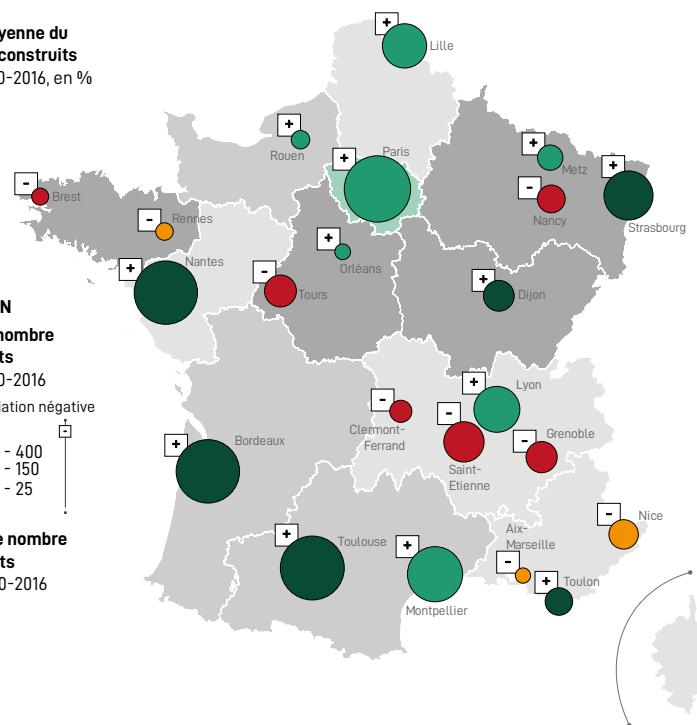 +
Lille
yenne du
construits
0-2016, en %
+
Rouen
+
Paris
+
Metz
-
Nancy
+
Strasbourg
-
Brest
-
Rennes
+
Nantes
+
Orléans
-
Tours
+
Dijon
N
nombre
ts
0-2016
iation négative
-
- 400
- 150
- 25
+
Lyon
-
Clermont-
Ferrand
-
Saint-
Etienne
-
Grenoble
+
Bordeaux
-
Nice
e nombre
ts
0-2016
+
Toulouse
+
Montpellier
Aix-
Marseille
-
+
Toulon